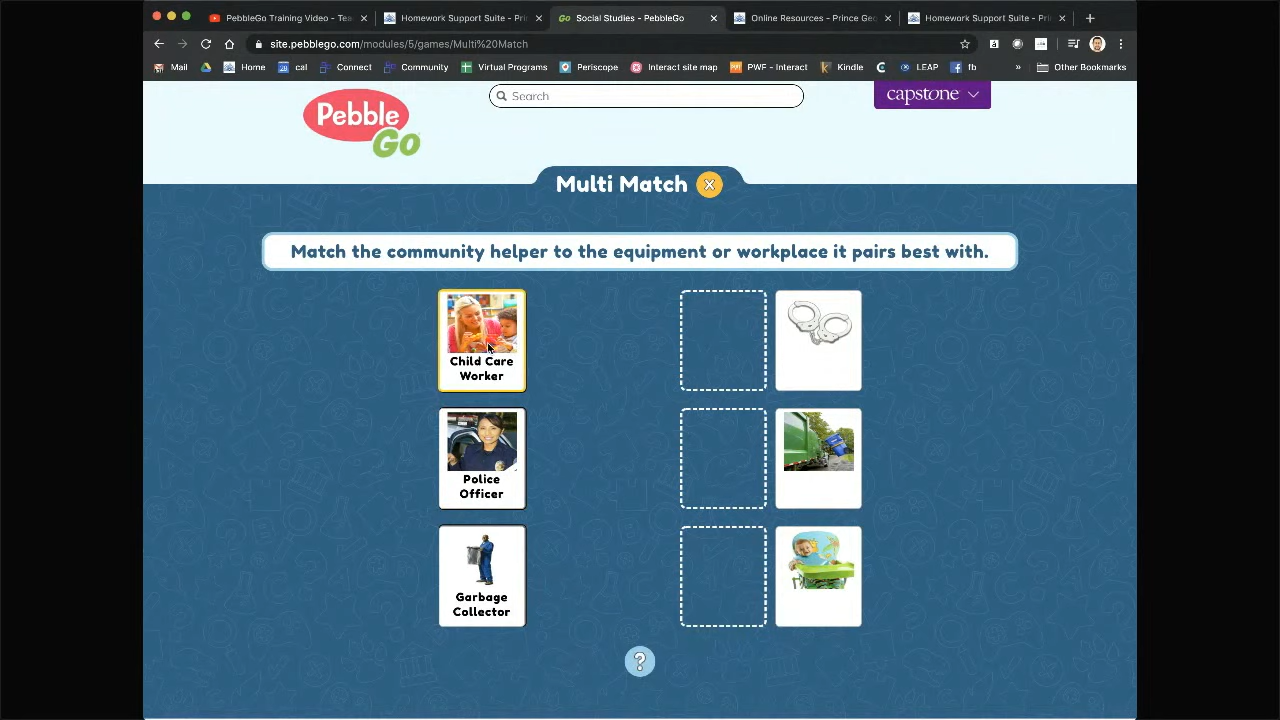 PebbleGo Training Video - Tea
Homework Support Suite - Pri
Go Social Studies - PebbleGo
Online Resources - Prince Geo
Homework Support Suite - Pri
site.pebblego.com/modules/5/games/Multi%20Match
Mail
Home
cal
Connect
Community
Virtual Programs
Periscope
Interact site map
PWF - Interact
Kindle
LEAP
fb
»
Other Bookmarks
Pebble
Go
Search
capstone
Multi Match
Match the community helper to the equipment or workplace it pairs best with.
Child Care
Worker
Police
Officer
Garbage
Collector
?